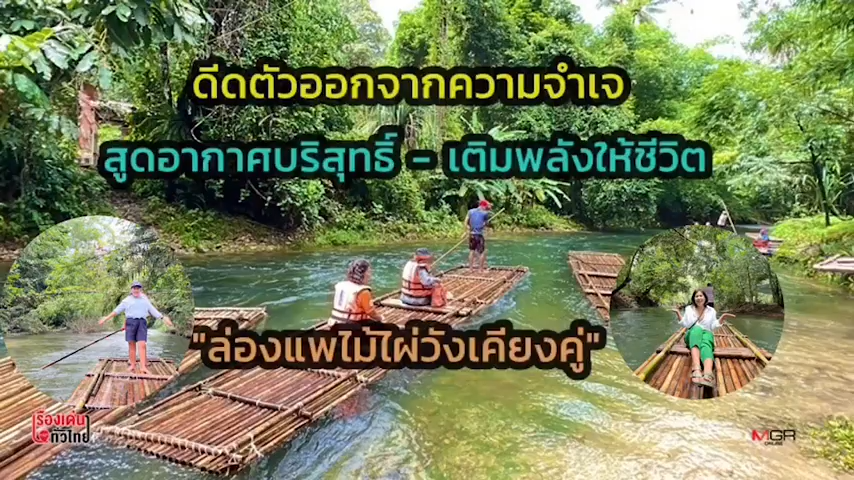 ดีดตัวออกจากความจำเจ
สูดอากาศบริสุทธิ์ - เติมพลังให้ชีวิต
"ล่องแพไม้ไผ่วังเคียงคู่"
เรื่องเด่น
ทั่วไทย
MGR
ONLINE